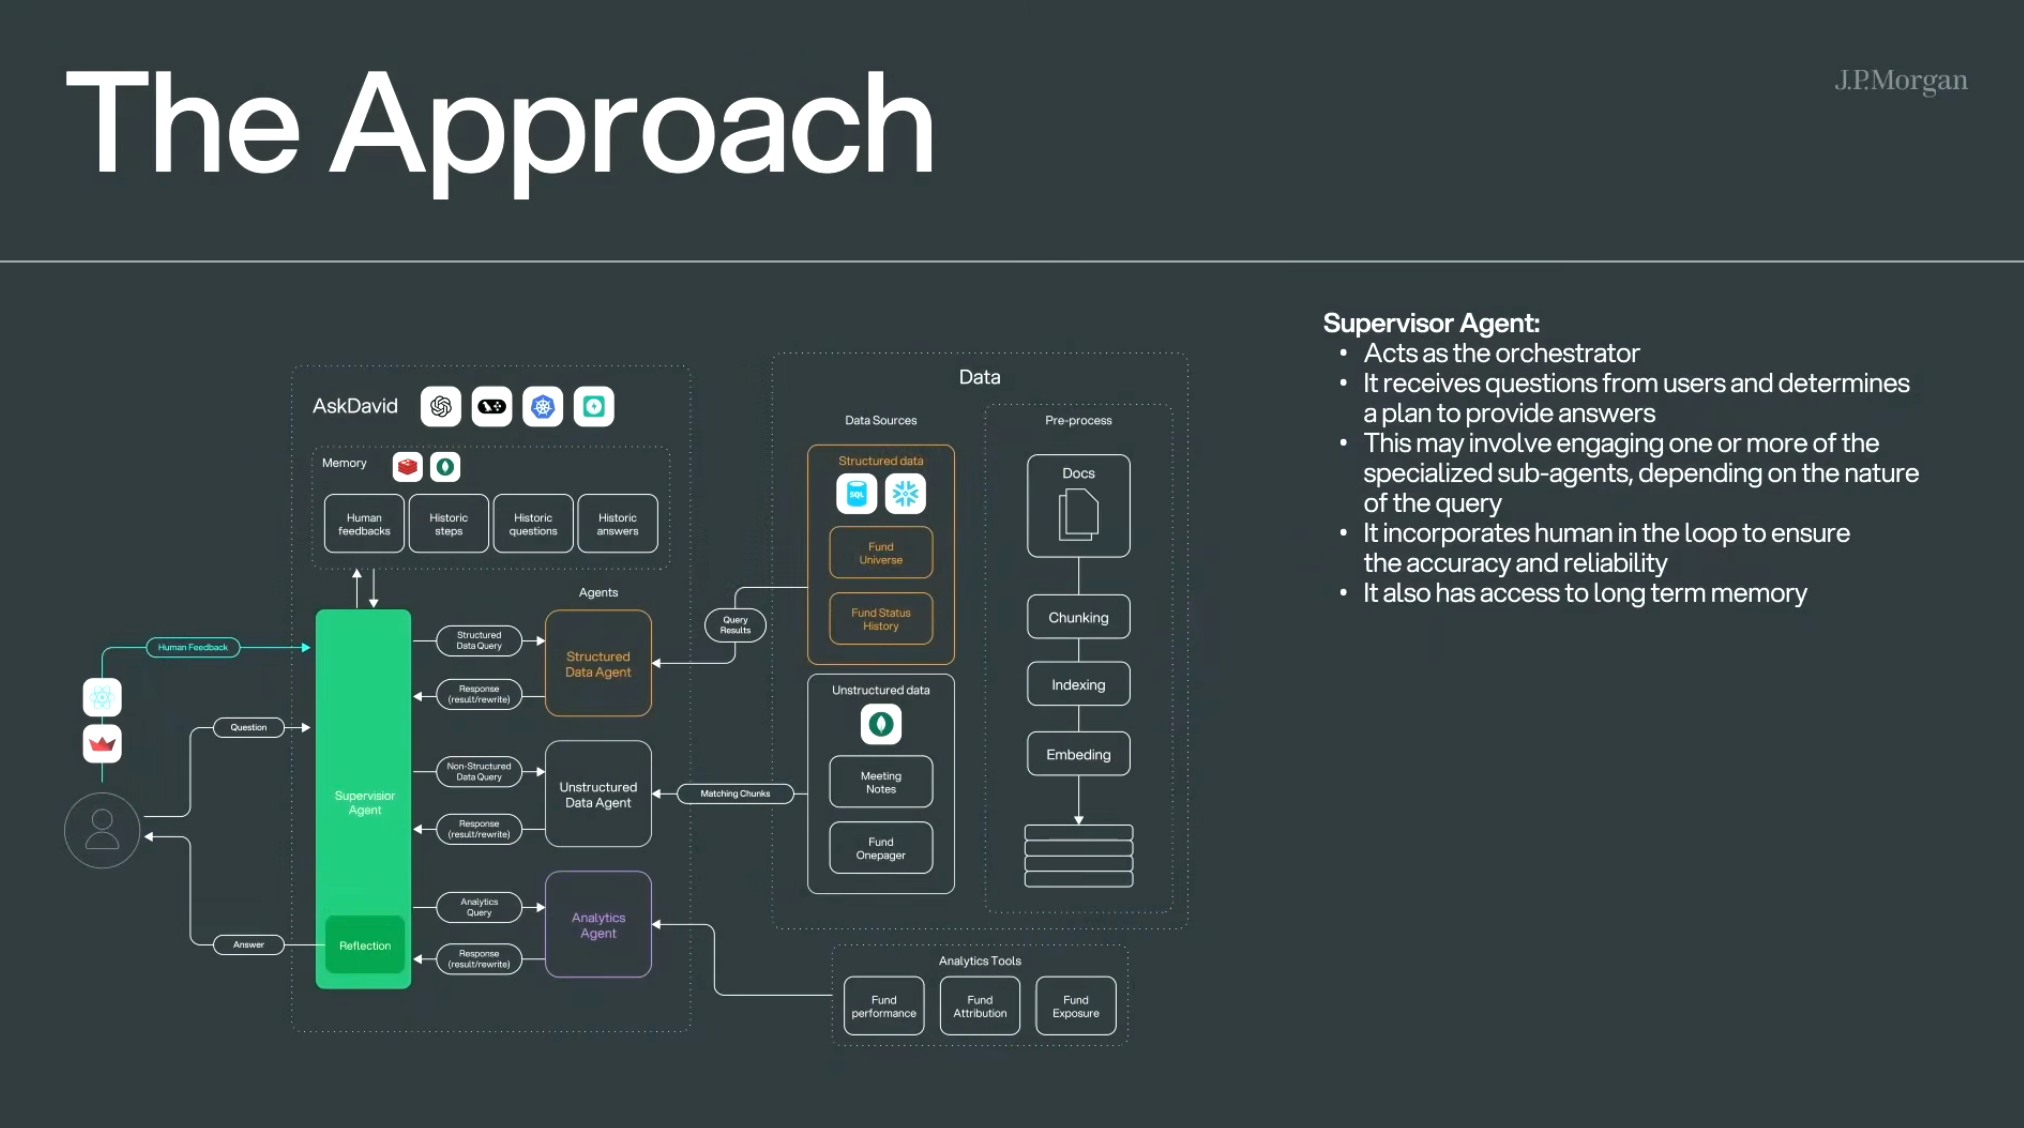 The Approach
J.P.Morgan
Supervisor Agent:
• Acts as the orchestrator
• It receives questions from users and determines
a plan to provide answers
• This may involve engaging one or more of the
specialized sub-agents, depending on the nature
of the query
• It incorporates human in the loop to ensure
the accuracy and reliability
• It also has access to long term memory
AskDavid
Memory
Human
feedbacks
Historic
steps
Historic
questions
Historic
answers
Agents
Human Feedback
Question
Answer
Supervisior
Agent
Reflection
Structured
Data Query
Response
(result/rewrite)
Structured
Data Agent
Non-Structured
Data Query
Response
(result/rewrite)
Unstructured
Data Agent
Analytics
Query
Response
(result/rewrite)
Analytics
Agent
Query
Results
Matching Chunks
Data
Data Sources
Structured data
SQL
Fund
Universe
Fund Status
History
Unstructured data
Meeting
Notes
Fund
Onepager
Pre-process
Docs
Chunking
Indexing
Embeding
Analytics Tools
Fund
performance
Fund
Attribution
Fund
Exposure